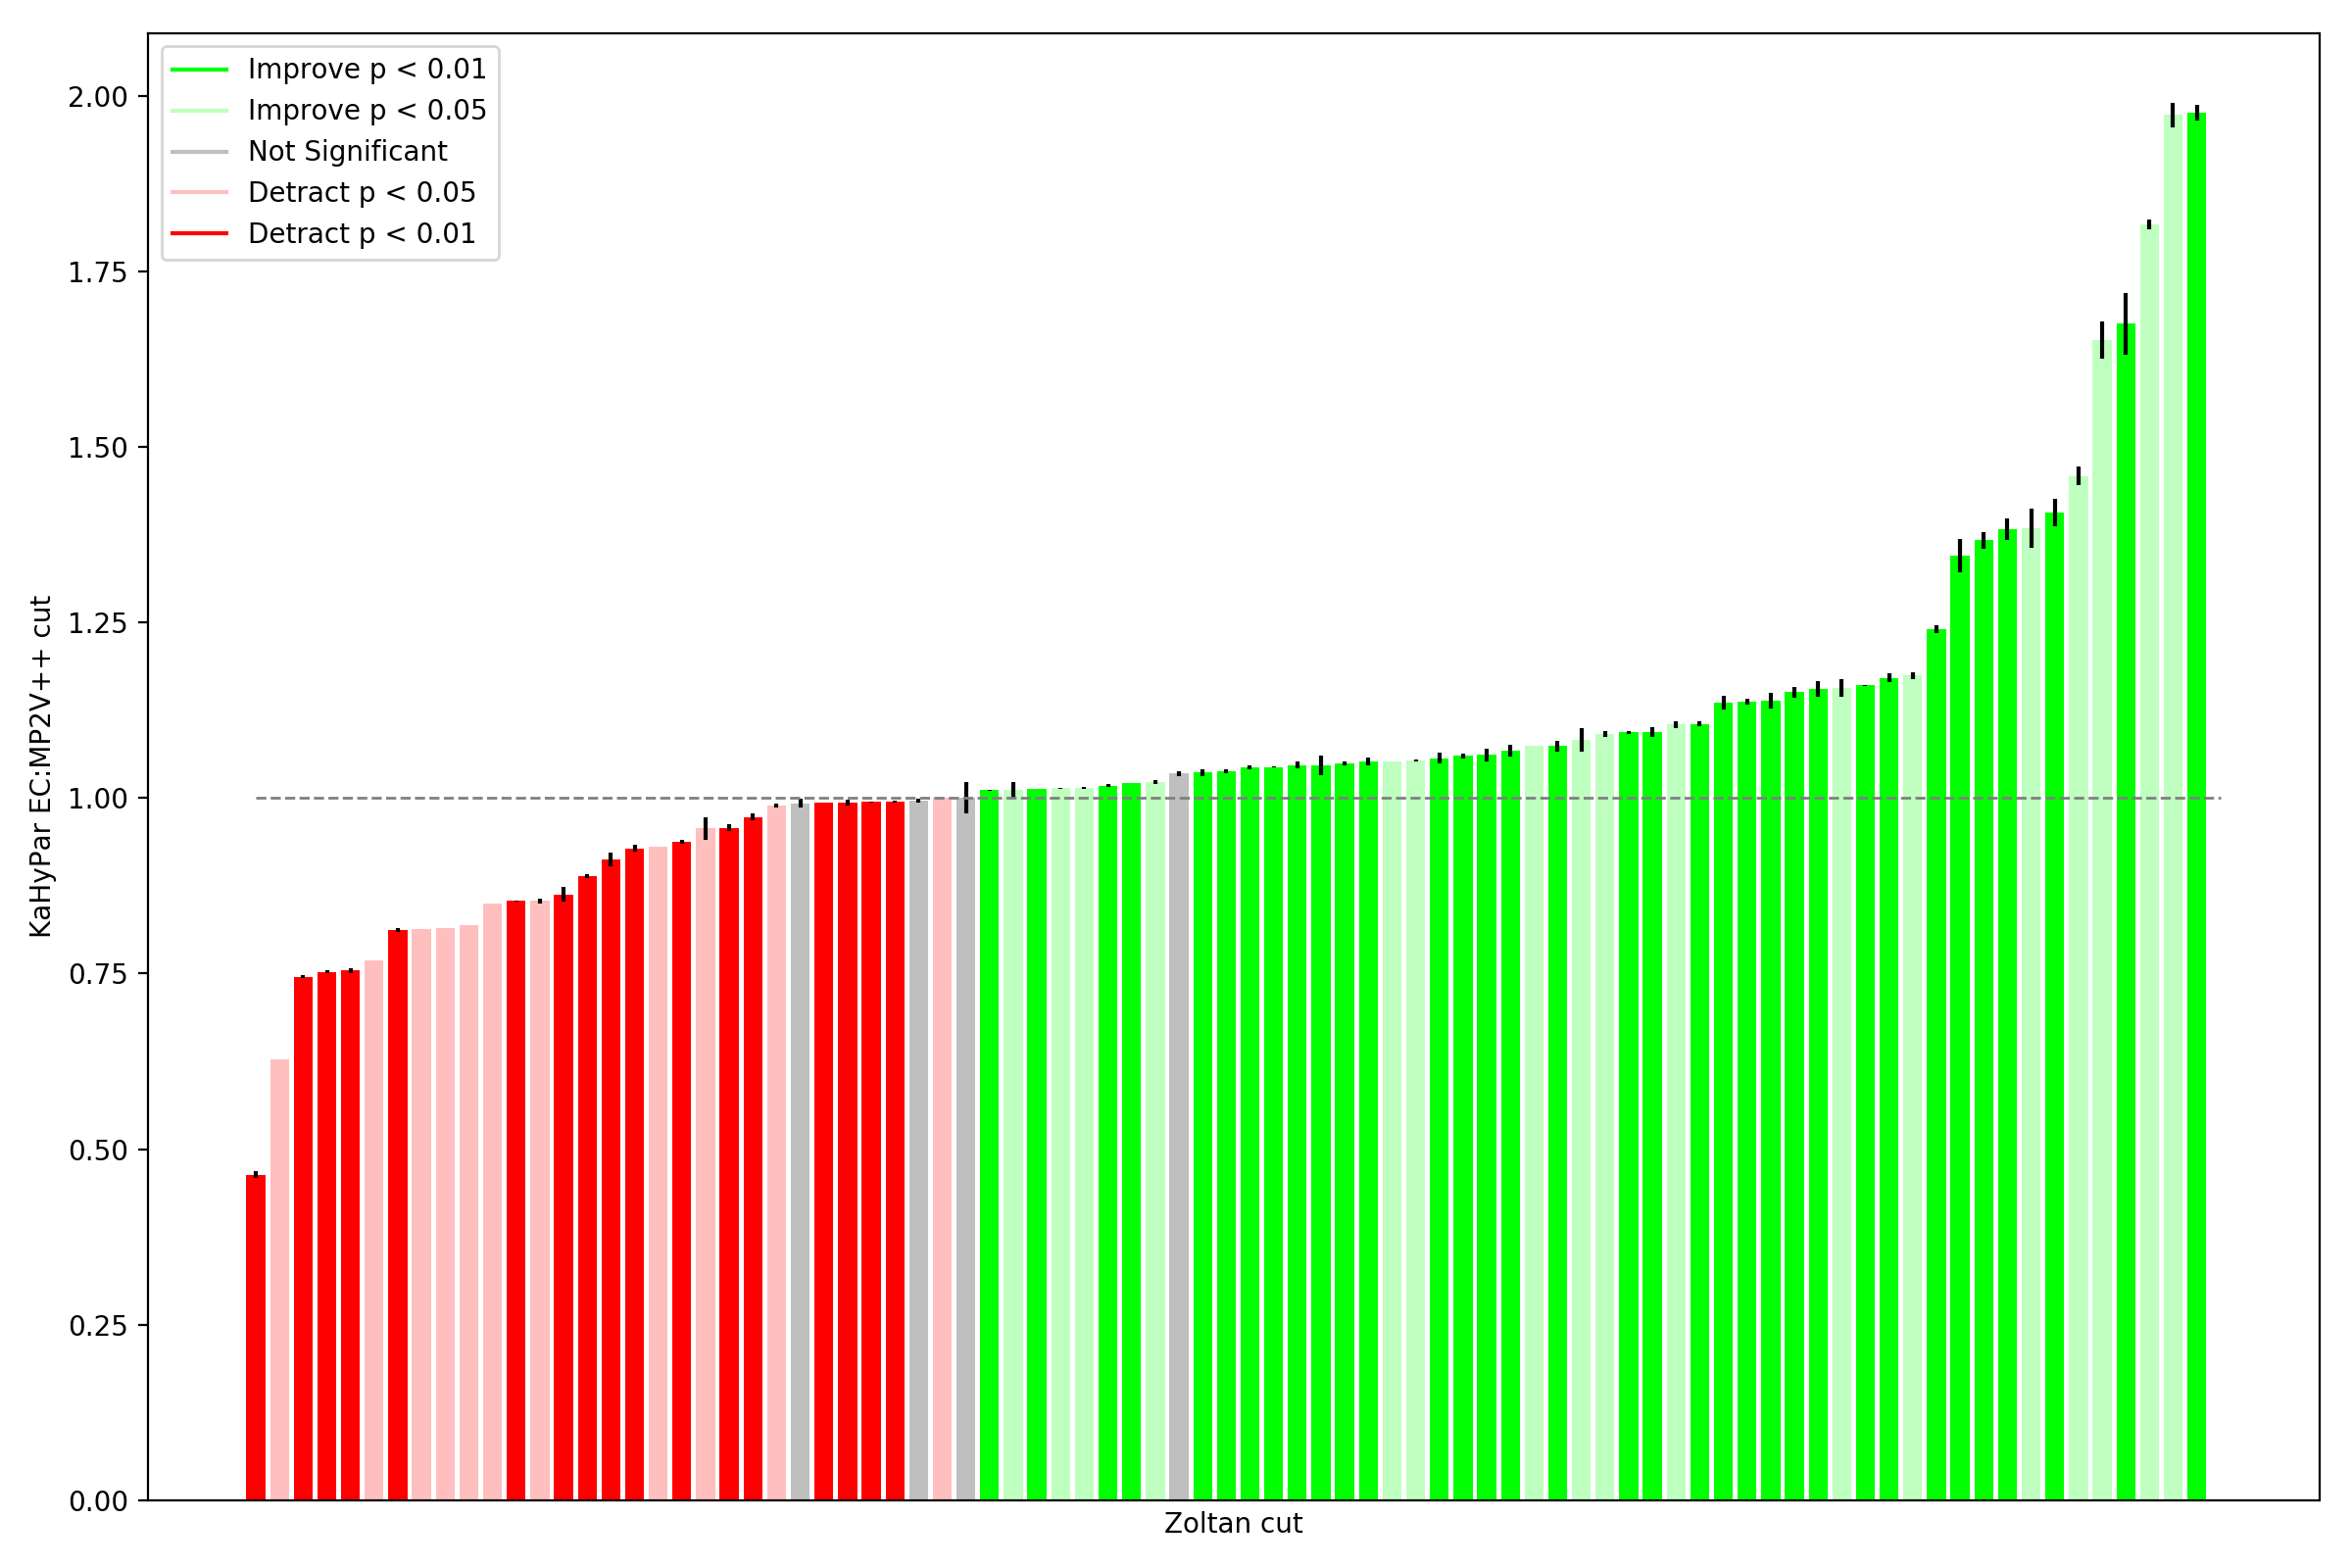 Improve p < 0.01
Improve p < 0.05
Not Significant
Detract p < 0.05
Detract p < 0.01
2.00
1.75
1.50
1.25
1.00
0.75
0.50
0.25
0.00
KaHyPar EC:MP2V++ cut
Zoltan cut